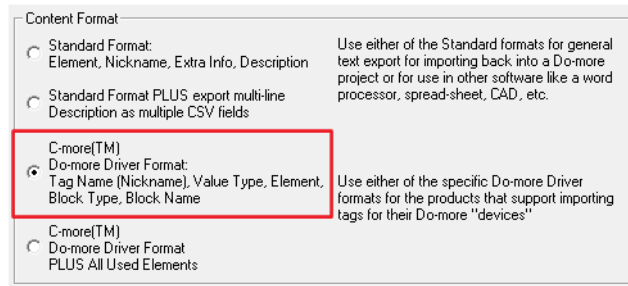 Content Format
Standard Format:
Element, Nickname, Extra Info, Description
Standard Format PLUS export multi-line
Description as multiple CSV fields
Use either of the Standard formats for general
text export for importing back into a Do-more
project or for use in other software like a word
processor, spread-sheet, CAD, etc.
C-more(TM)
Do-more Driver Format:
Tag Name (Nickname), Value Type, Element,
Block Type, Block Name
C-more(TM)
Do-more Driver Format
PLUS All Used Elements
Use either of the specific Do-more Driver
formats for the products that support importing
tags for their Do-more "devices"